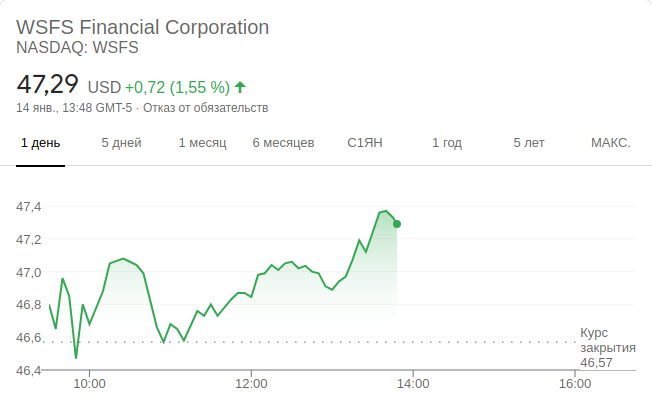 WSFS Financial Corporation
NASDAQ: WSFS
47,29 USD +0,72 (1,55 %)
14 янв., 13:48 GMT-5 · Отказ от обязательств
1 день 5 дней 1 месяц 6 месяцев С1ЯН 1 год 5 лет МАКС.
47,4
47,2
47,0
46,8
46,6
Курс
закрытия
46,57
46,4
10:00 12:00 14:00 16:00